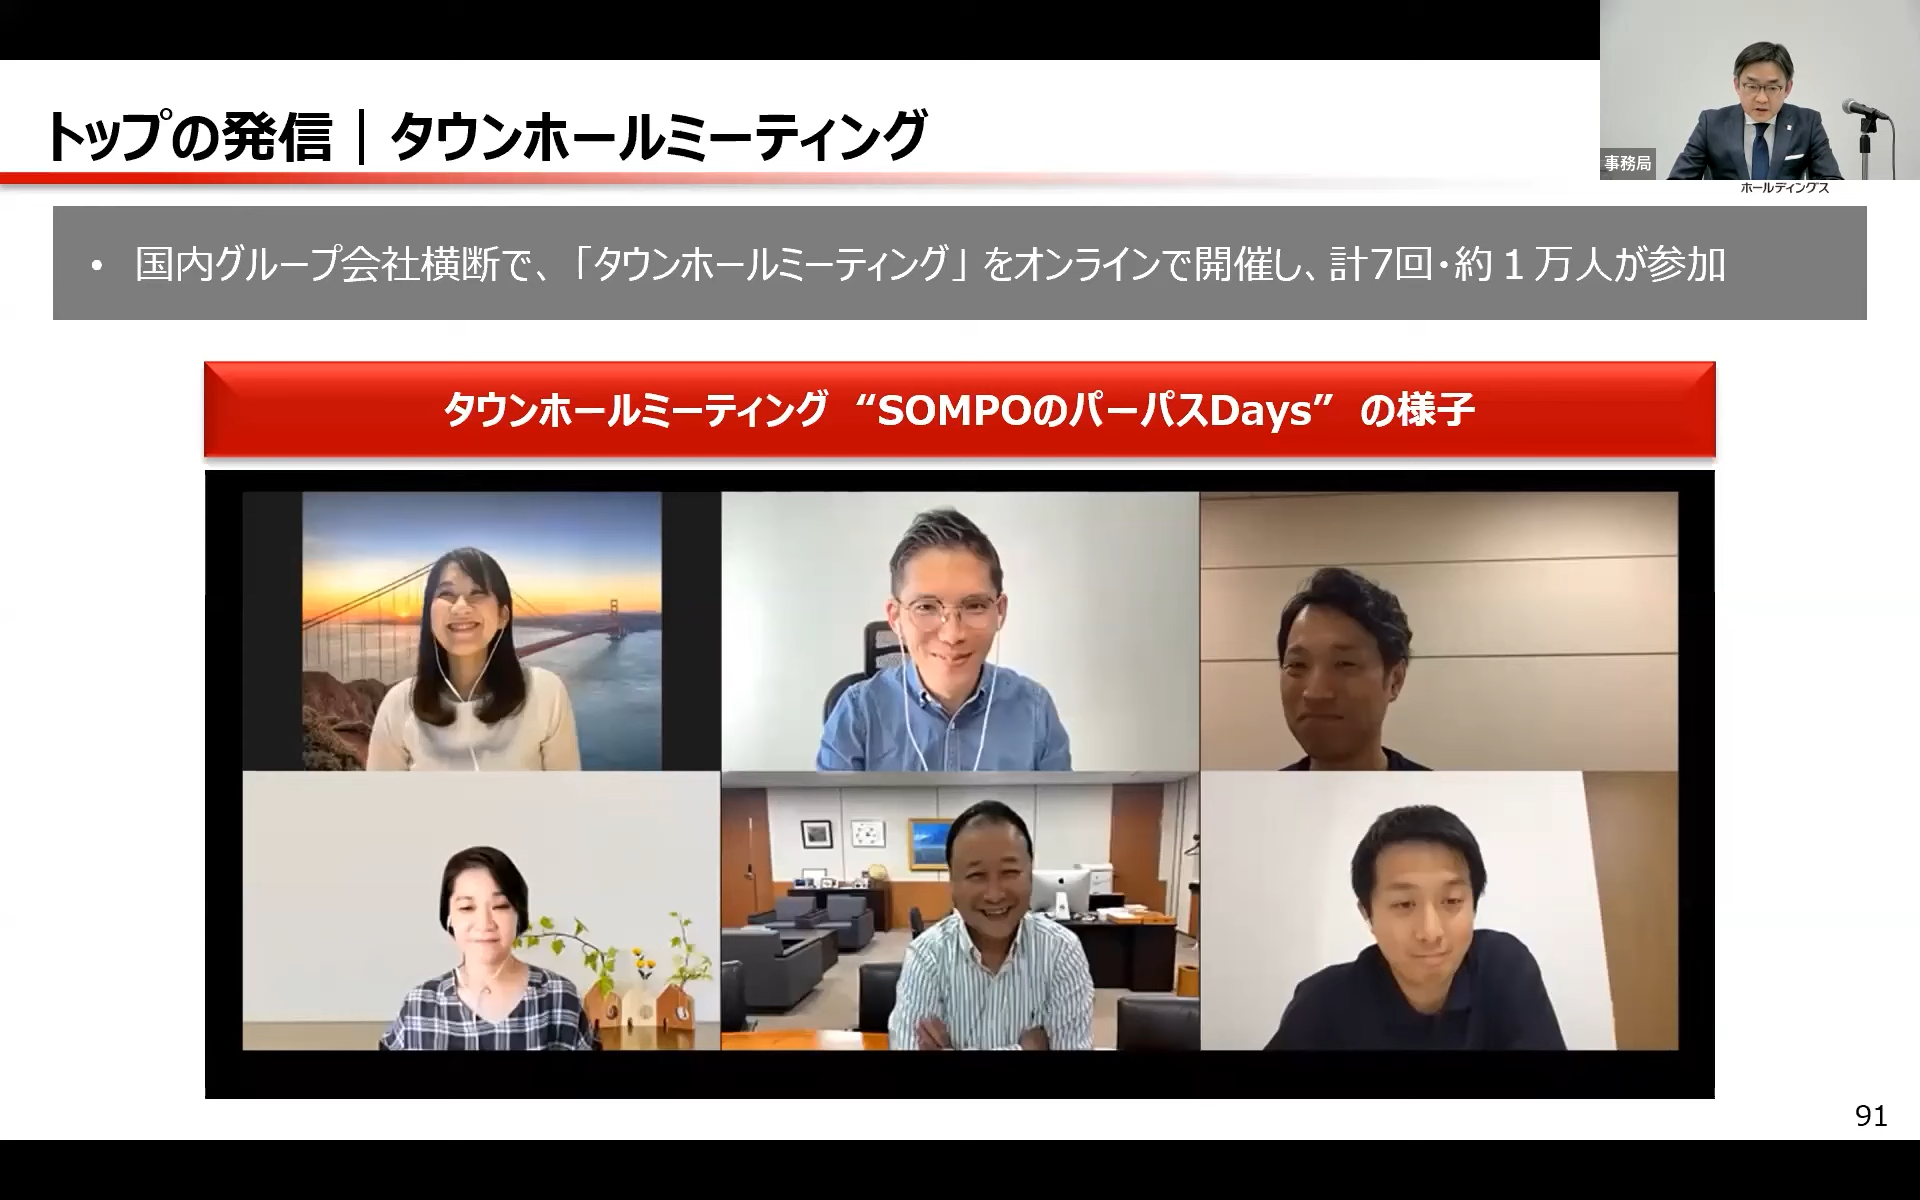 トップの発信｜タウンホールミーティング
事務局
ホールディングス
• 国内グループ会社横断で、「タウンホールミーティング」をオンラインで開催し、計7回・約１万人が参加
タウンホールミーティング “SOMPOのパーパスDays” の様子
91